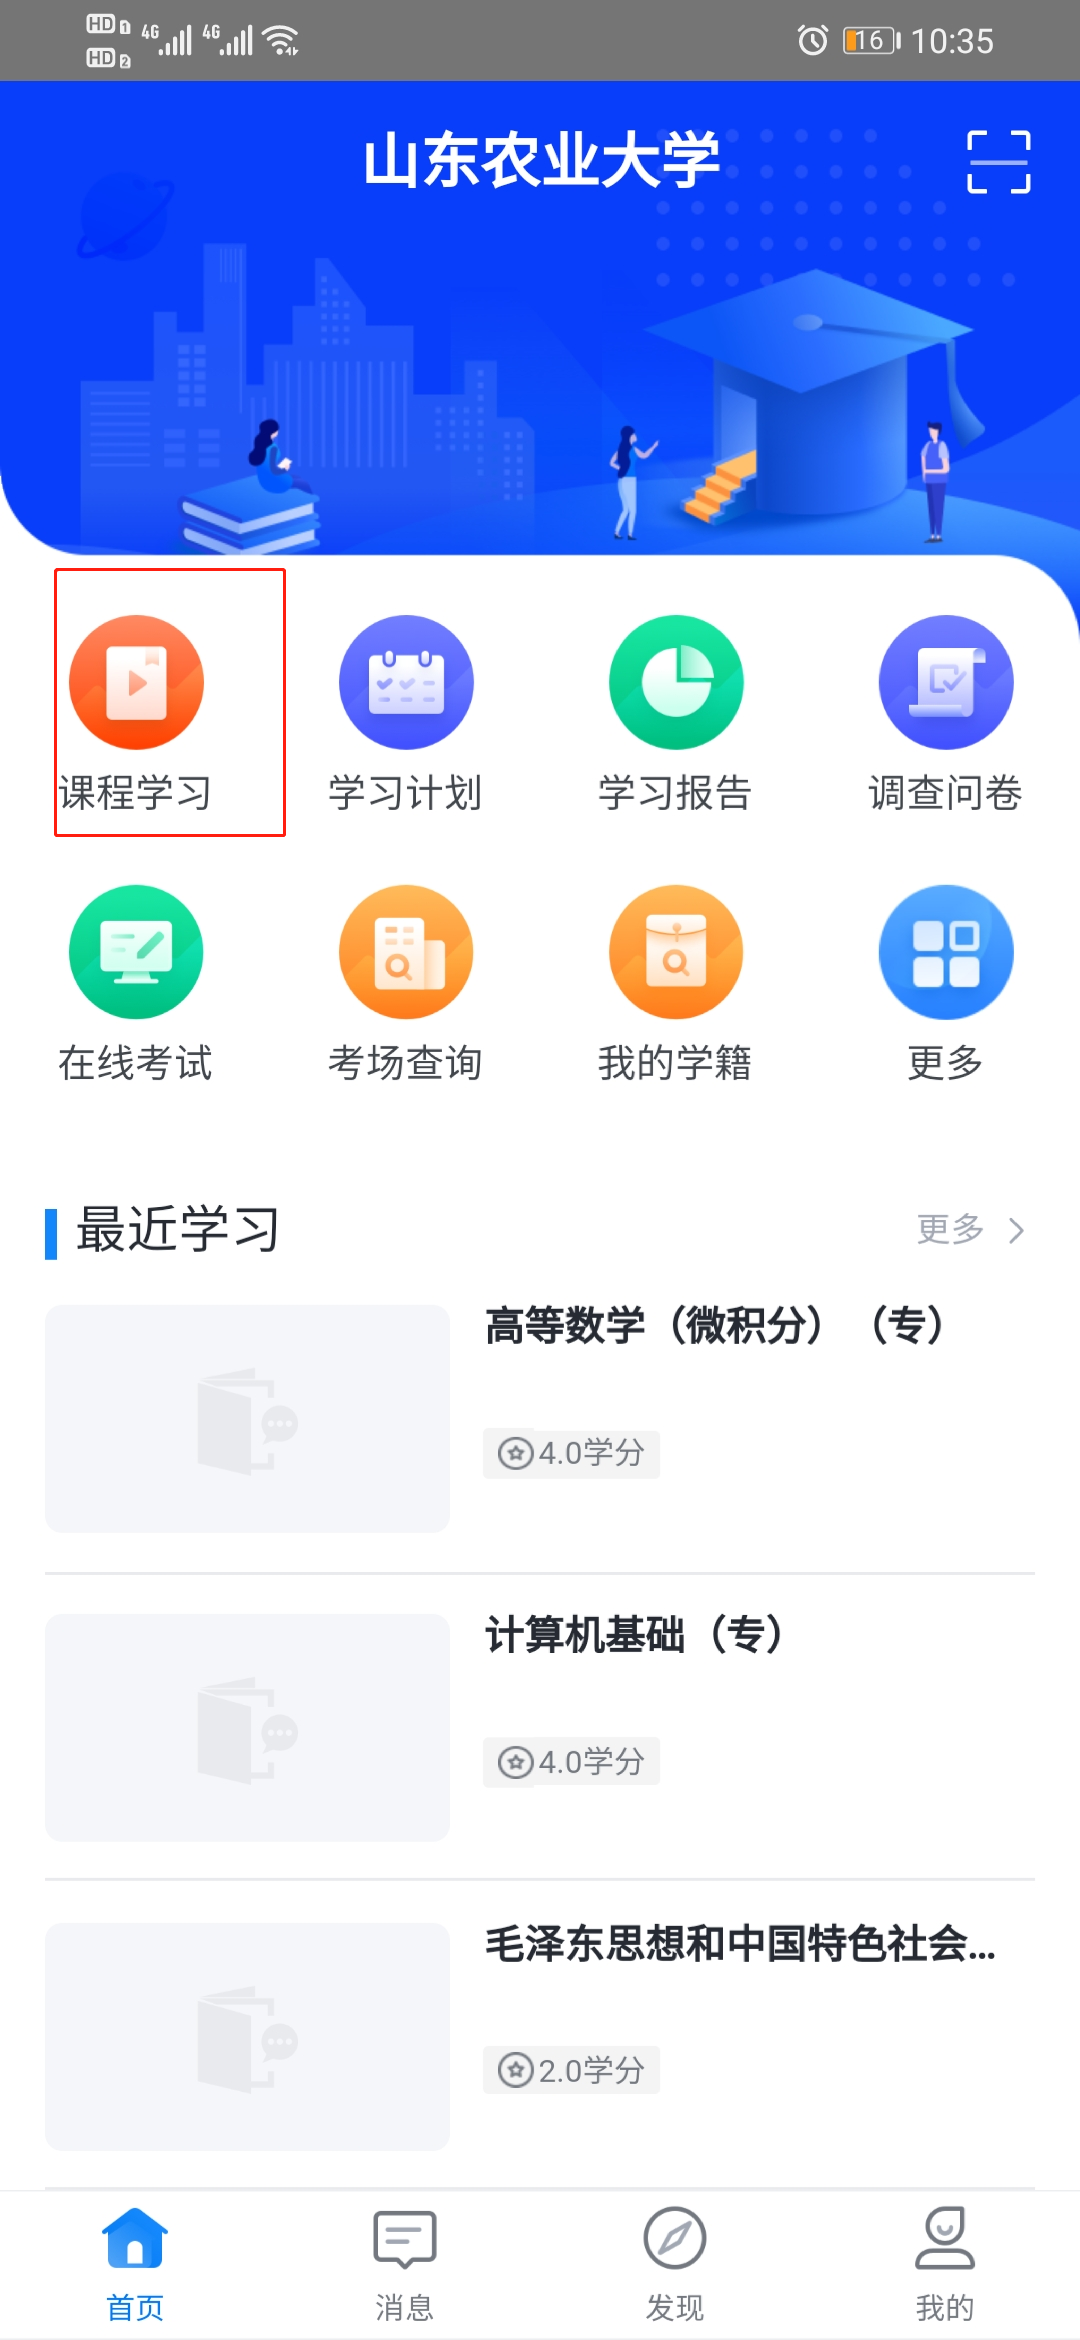 HD 1 4G 4G 16 10:35
HD 2
山东农业大学
课程学习 学习计划 学习报告 调查问卷
在线考试 考场查询 我的学籍 更多
最近学习 更多
高等数学（微积分）（专）
4.0学分
计算机基础（专）
4.0学分
毛泽东思想和中国特色社会...
2.0学分
首页 消息 发现 我的